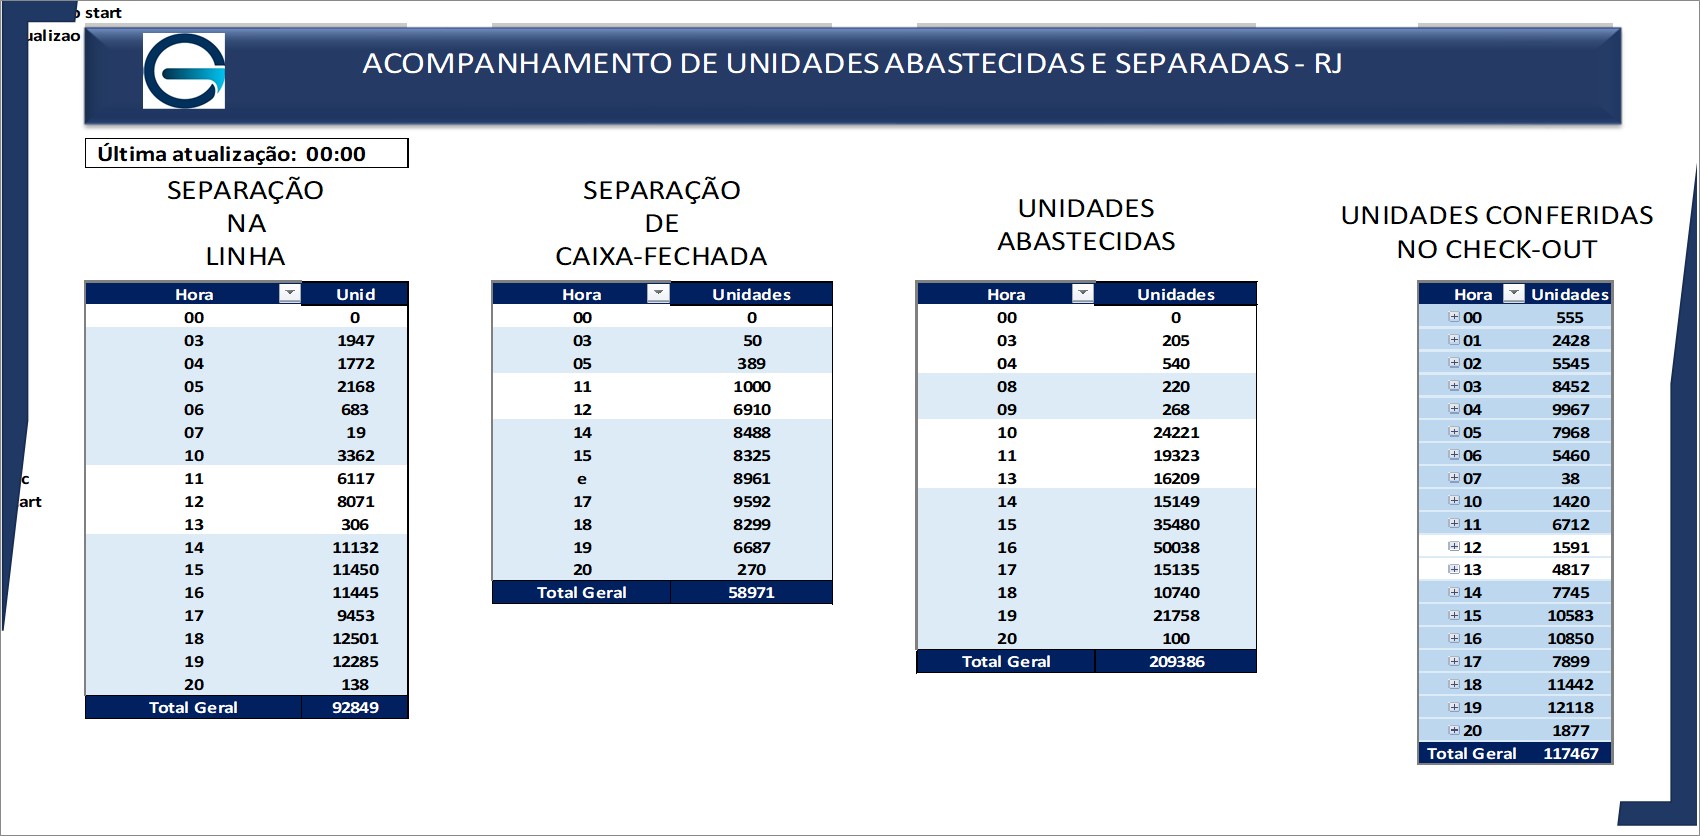 start
ualizao
ACOMPANHAMENTO DE UNIDADES ABASTECIDAS E SEPARADAS - RJ
Última atualização: 00:00
SEPARAÇÃO
NA
LINHA
Hora Unid
00 0
03 1947
04 1772
05 2168
06 683
07 19
10 3362
11 6117
12 8071
13 306
14 11132
15 11450
16 11445
17 9453
18 12501
19 12285
20 138
Total Geral 92849
SEPARAÇÃO
DE
CAIXA-FECHADA
Hora Unidades
00 0
03 50
05 389
11 1000
12 6910
14 8488
15 8325
e 8961
17 9592
18 8299
19 6687
20 270
Total Geral 58971
UNIDADES
ABASTECIDAS
Hora Unidades
00 0
03 205
04 540
08 220
09 268
10 24221
11 19323
13 16209
14 15149
15 35480
16 50038
17 15135
18 10740
19 21758
20 100
Total Geral 209386
UNIDADES CONFERIDAS
NO CHECK-OUT
Hora Unidades
00 555
01 2428
02 5545
03 8452
04 9967
05 7968
06 5460
07 38
10 1420
11 6712
12 1591
13 4817
14 7745
15 10583
16 10850
17 7899
18 11442
19 12118
20 1877
Total Geral 117467
c
art